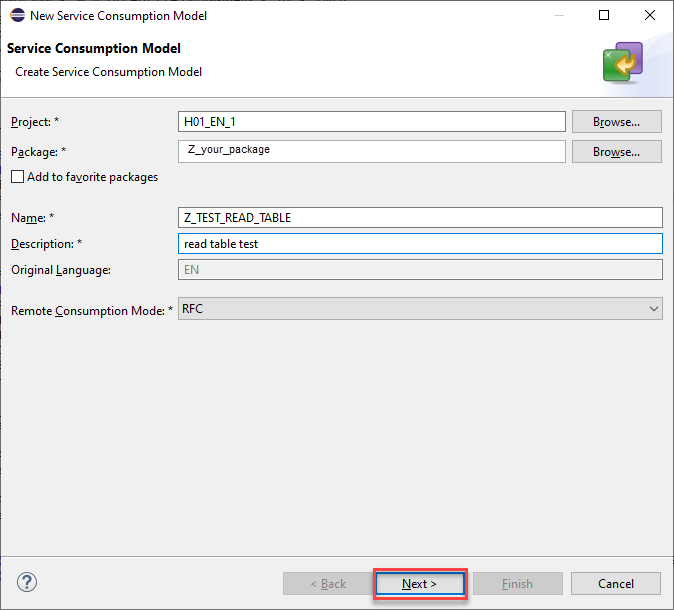 New Service Consumption Model
Service Consumption Model
Create Service Consumption Model
Project: * H01_EN_1 Browse...
Package: * Z_your_package Browse...
Add to favorite packages
Name: * Z_TEST_READ_TABLE
Description: * read table test
Original Language: EN
Remote Consumption Mode: * RFC
? < Back Next > Finish Cancel